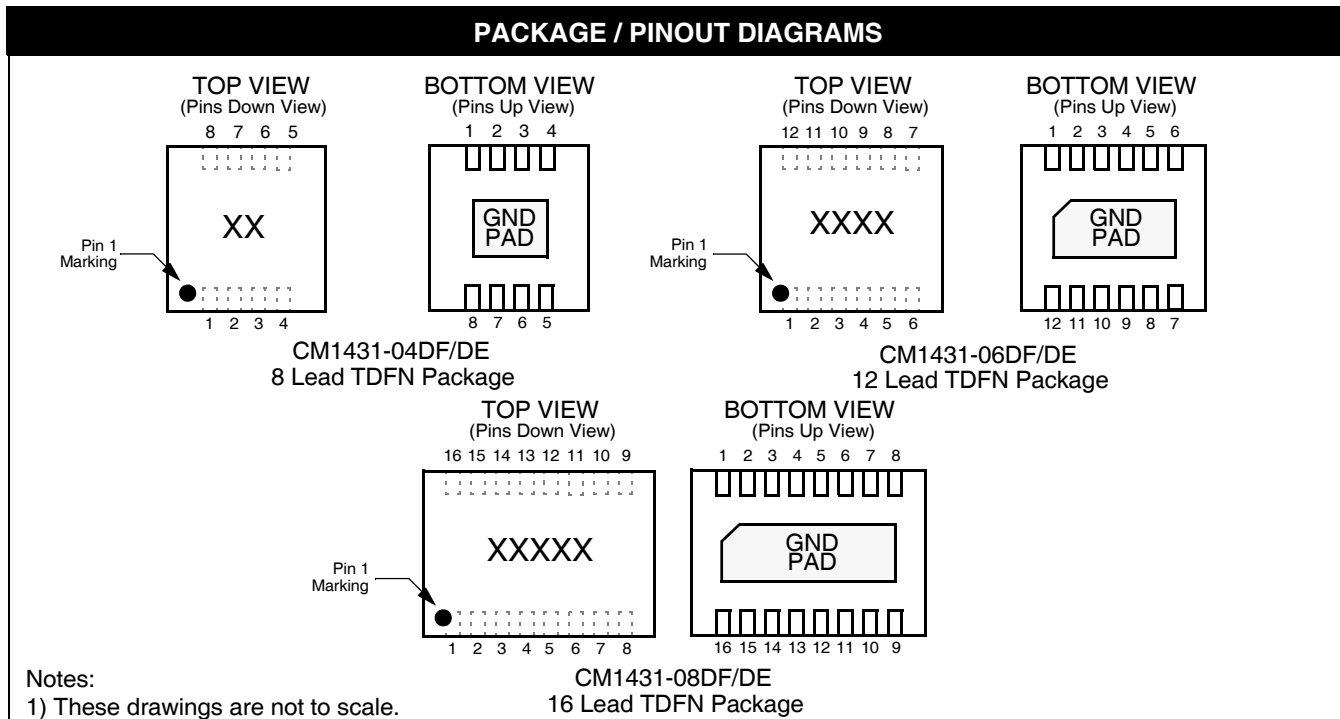 PACKAGE / PINOUT DIAGRAMS
TOP VIEW
(Pins Down View)
8 7 6 5
XX
Pin 1
Marking
1 2 3 4
BOTTOM VIEW
(Pins Up View)
1 2 3 4
GND
PAD
8 7 6 5
CM1431-04DF/DE
8 Lead TDFN Package
TOP VIEW
(Pins Down View)
12 11 10 9 8 7
XXXX
Pin 1
Marking
1 2 3 4 5 6
BOTTOM VIEW
(Pins Up View)
1 2 3 4 5 6
GND
PAD
12 11 10 9 8 7
CM1431-06DF/DE
12 Lead TDFN Package
TOP VIEW
(Pins Down View)
16 15 14 13 12 11 10 9
XXXXX
Pin 1
Marking
1 2 3 4 5 6 7 8
BOTTOM VIEW
(Pins Up View)
1 2 3 4 5 6 7 8
GND
PAD
16 15 14 13 12 11 10 9
CM1431-08DF/DE
16 Lead TDFN Package
Notes:
1) These drawings are not to scale.